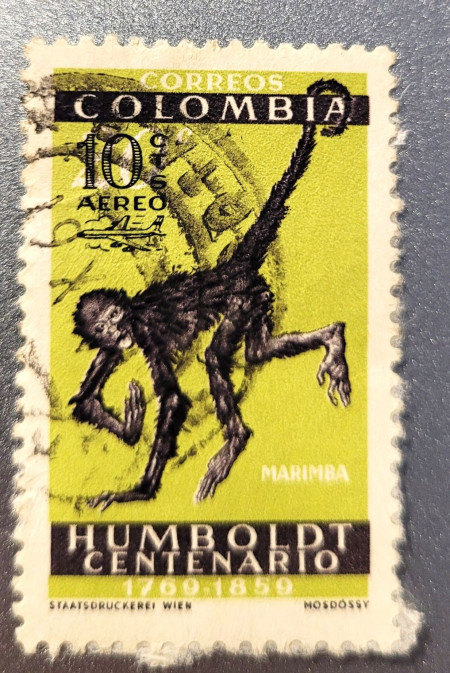 CORREOS
COLOMBIA
10 cts
AEREO
MARIMBA
HUMBOLDT
CENTENARIO
1769.1859
STAATSDRUCKEREI WIEN MOSDÓSSY